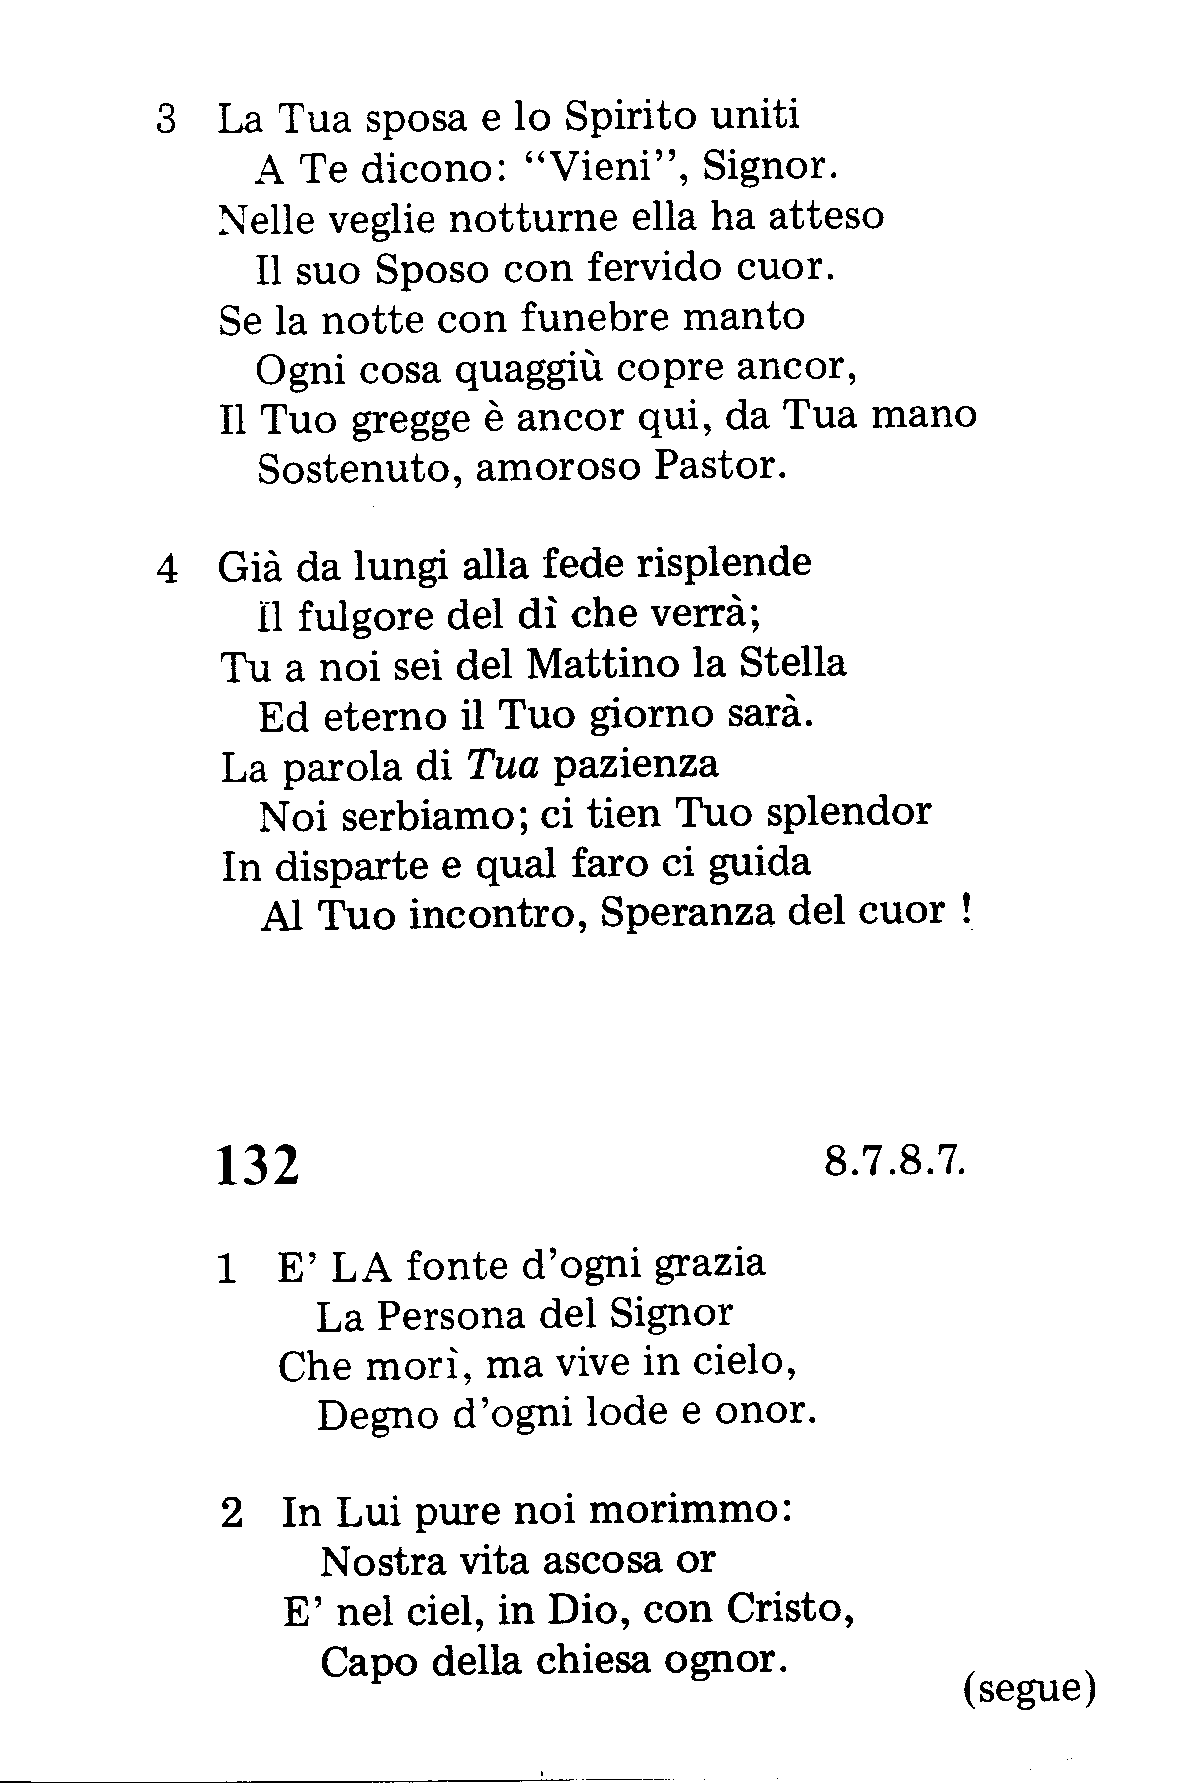 3 La Tua sposa e lo Spirito uniti
A Te dicono: “Vieni”, Signor.
Nelle veglie notturne ella ha atteso
Il suo Sposo con fervido cuor.
Se la notte con funebre manto
Ogni cosa quaggiù copre ancor,
Il Tuo gregge è ancor qui, da Tua mano
Sostenuto, amoroso Pastor.
4 Già da lungi alla fede risplende
Il fulgore del dì che verrà;
Tu a noi sei del Mattino la Stella
Ed eterno il Tuo giorno sarà.
La parola di Tua pazienza
Noi serbiamo; ci tien Tuo splendor
In disparte e qual faro ci guida
Al Tuo incontro, Speranza del cuor !
132 8.7.8.7.
1 E’ LA fonte d’ogni grazia
La Persona del Signor
Che morì, ma vive in cielo,
Degno d’ogni lode e onor.
2 In Lui pure noi morimmo:
Nostra vita ascosa or
E’ nel ciel, in Dio, con Cristo,
Capo della chiesa ognor.
(segue)